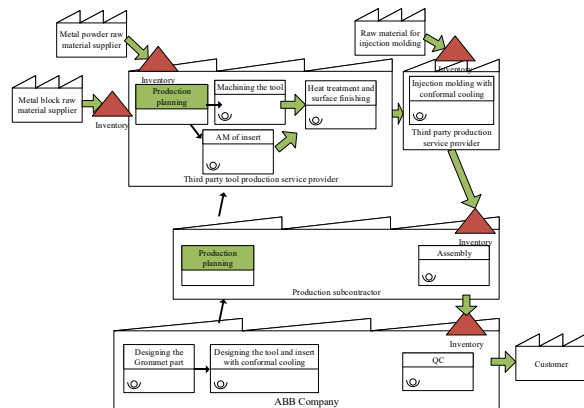 Metal powder raw
material supplier
Raw material for
injection molding
Inventory
Inventory
Metal block raw
material supplier
Inventory
Production
planning
Machining the tool
Heat treatment and
surface finishing
Injection molding with
conformal cooling
AM of insert
Third party tool production service provider
Third party production
service provider
Inventory
Production
planning
Assembly
Production subcontractor
Inventory
Designing the
Grommet part
Designing the tool and insert
with conformal cooling
QC
Customer
ABB Company